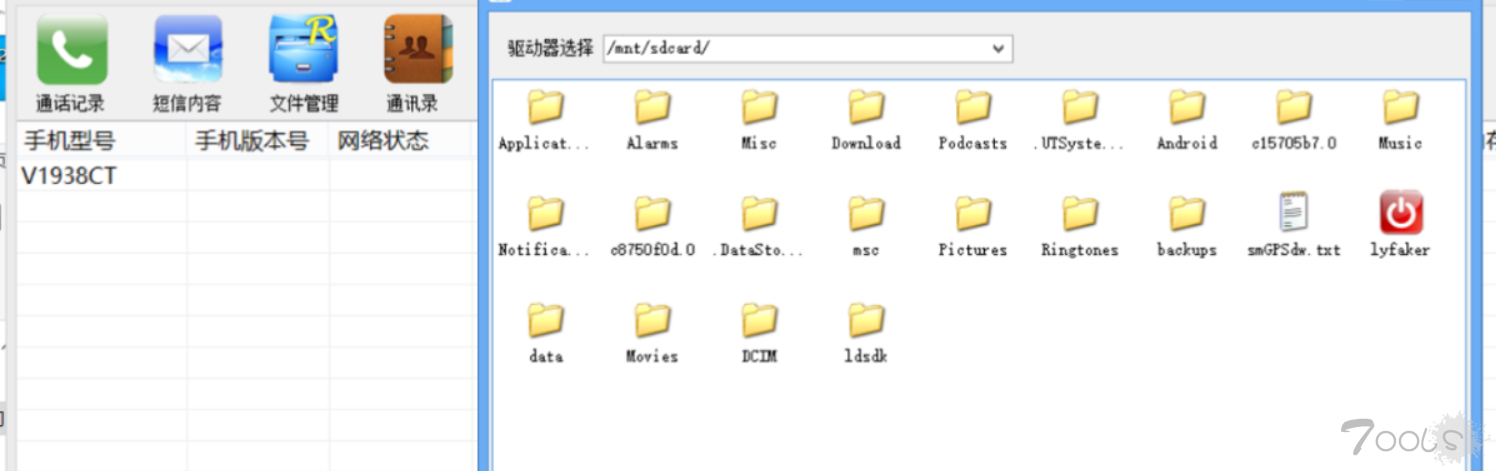 通话记录 短信内容 文件管理 通讯录
手机型号 手机版本号 网络状态
V1938CT
驱动器选择 /mnt/sdcard/
Applicat... Alarms Misc Download Podcasts .UTSyste... Android c15705b7.0 Music
Notifica... c8750f0d.0 .DataSto... msc Pictures Ringtones backups smGPSdw.txt lyfaker
data Movies DCIM ldsdk
7OOLS